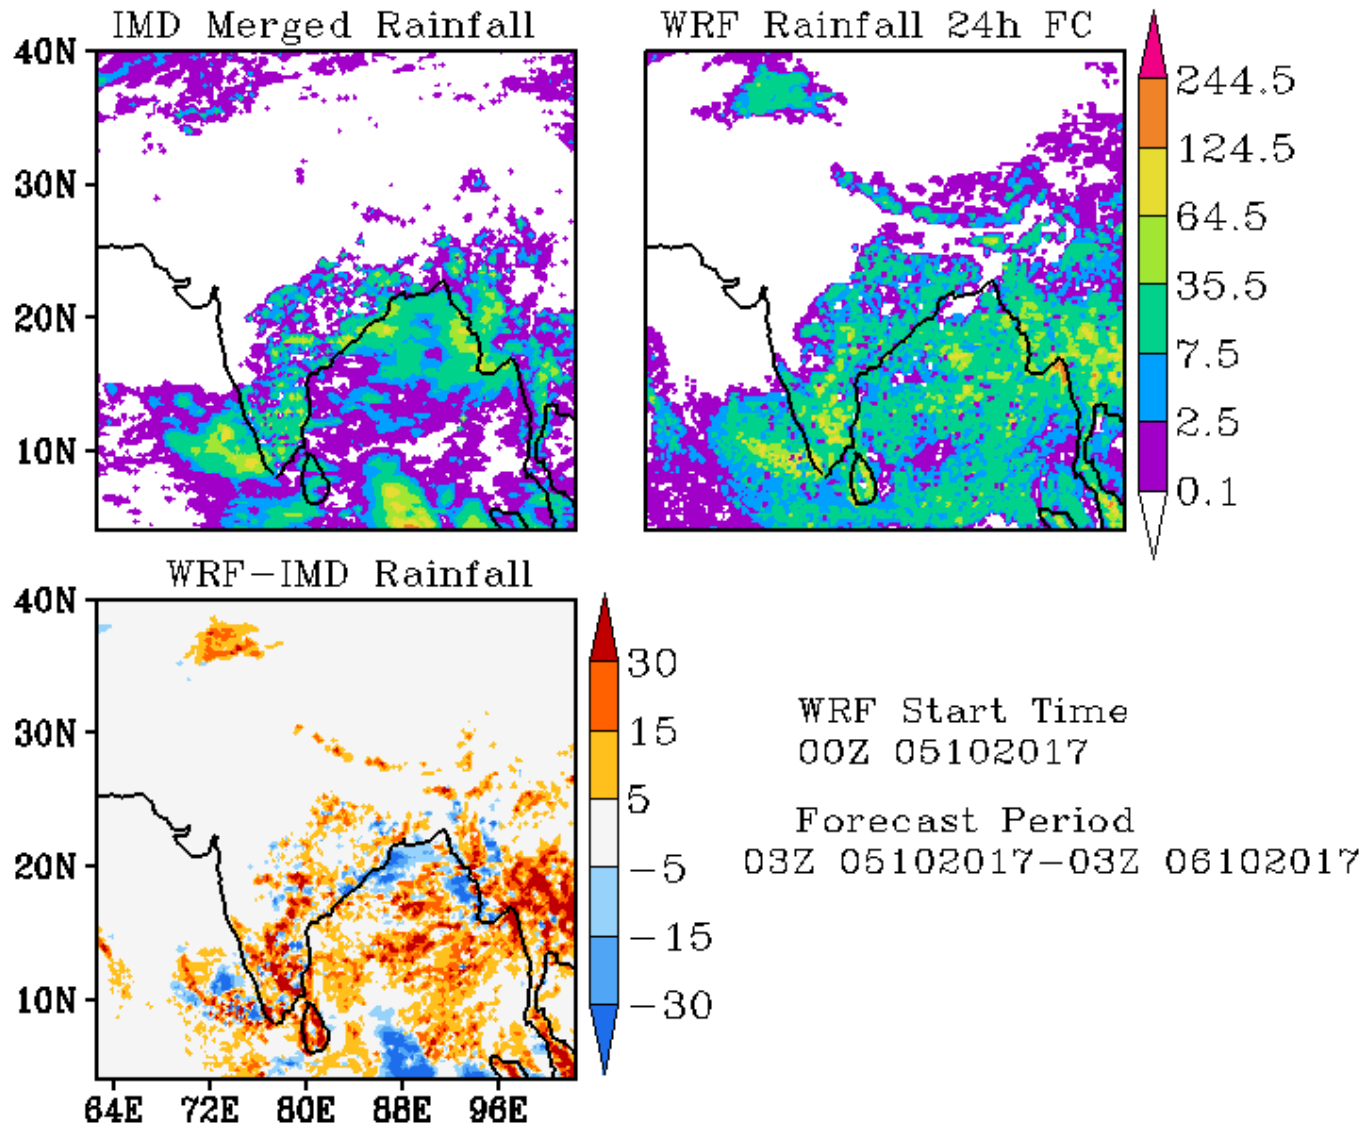 IMD Merged Rainfall
WRF Rainfall 24h FC
40N
30N
20N
10N
244.5
124.5
64.5
35.5
7.5
2.5
0.1
WRF-IMD Rainfall
40N
30N
20N
10N
64E 72E 80E 88E 96E
30
15
5
-5
-15
-30
WRF Start Time
00Z 05102017
Forecast Period
03Z 05102017-03Z 06102017